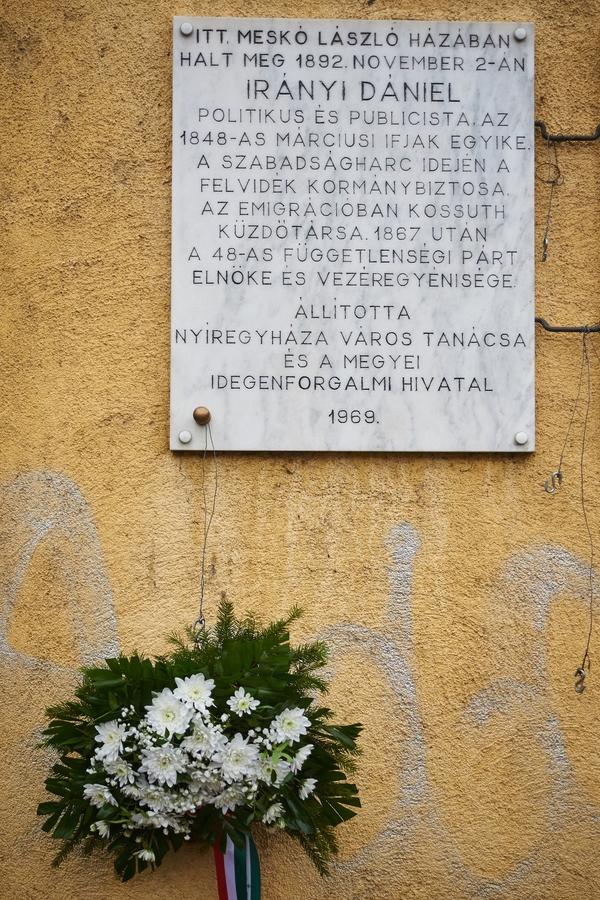 ITT, MESKÓ LÁSZLÓ HÁZÁBAN
HALT MEG 1892. NOVEMBER 2-ÁN
IRÁNYI DÁNIEL
POLITIKUS ÉS PUBLICISTA, AZ
1848-AS MÁRCIUSI IFJAK EGYIKE.
A SZABADSÁGHARC IDEJÉN A
FELVIDÉK KORMÁNYBIZTOSA,
AZ EMIGRÁCIÓBAN KOSSUTH
KÜZDŐTÁRSA. 1867 UTÁN
A 48-AS FÜGGETLENSÉGI PÁRT
ELNÖKE ÉS VEZÉREGYÉNISÉGE.
ÁLLÍTOTTA
NYÍREGYHÁZA VÁROS TANÁCSA
ÉS A MEGYEI
IDEGENFORGALMI HIVATAL
1969.